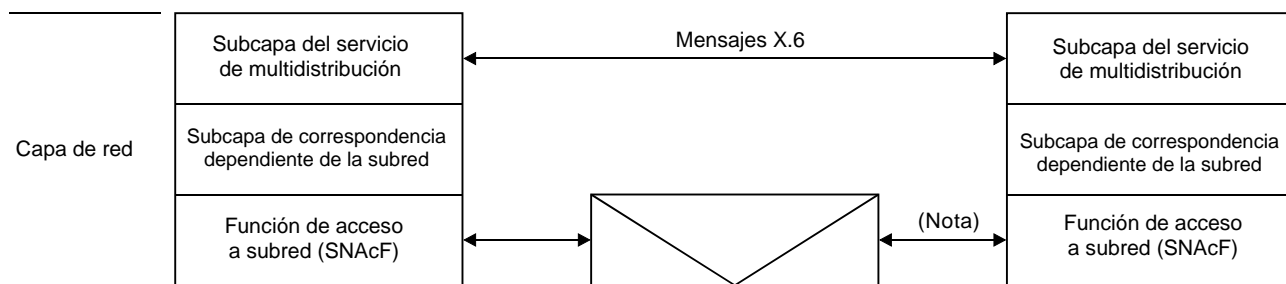 Subcapa del servicio
de multidistribución
Mensajes X.6
Subcapa del servicio
de multidistribución
Capa de red
Subcapa de correspondencia
dependiente de la subred
Subcapa de correspondencia
dependiente de la subred
Función de acceso
a subred (SNAcF)
(Nota)
Función de acceso
a subred (SNAcF)